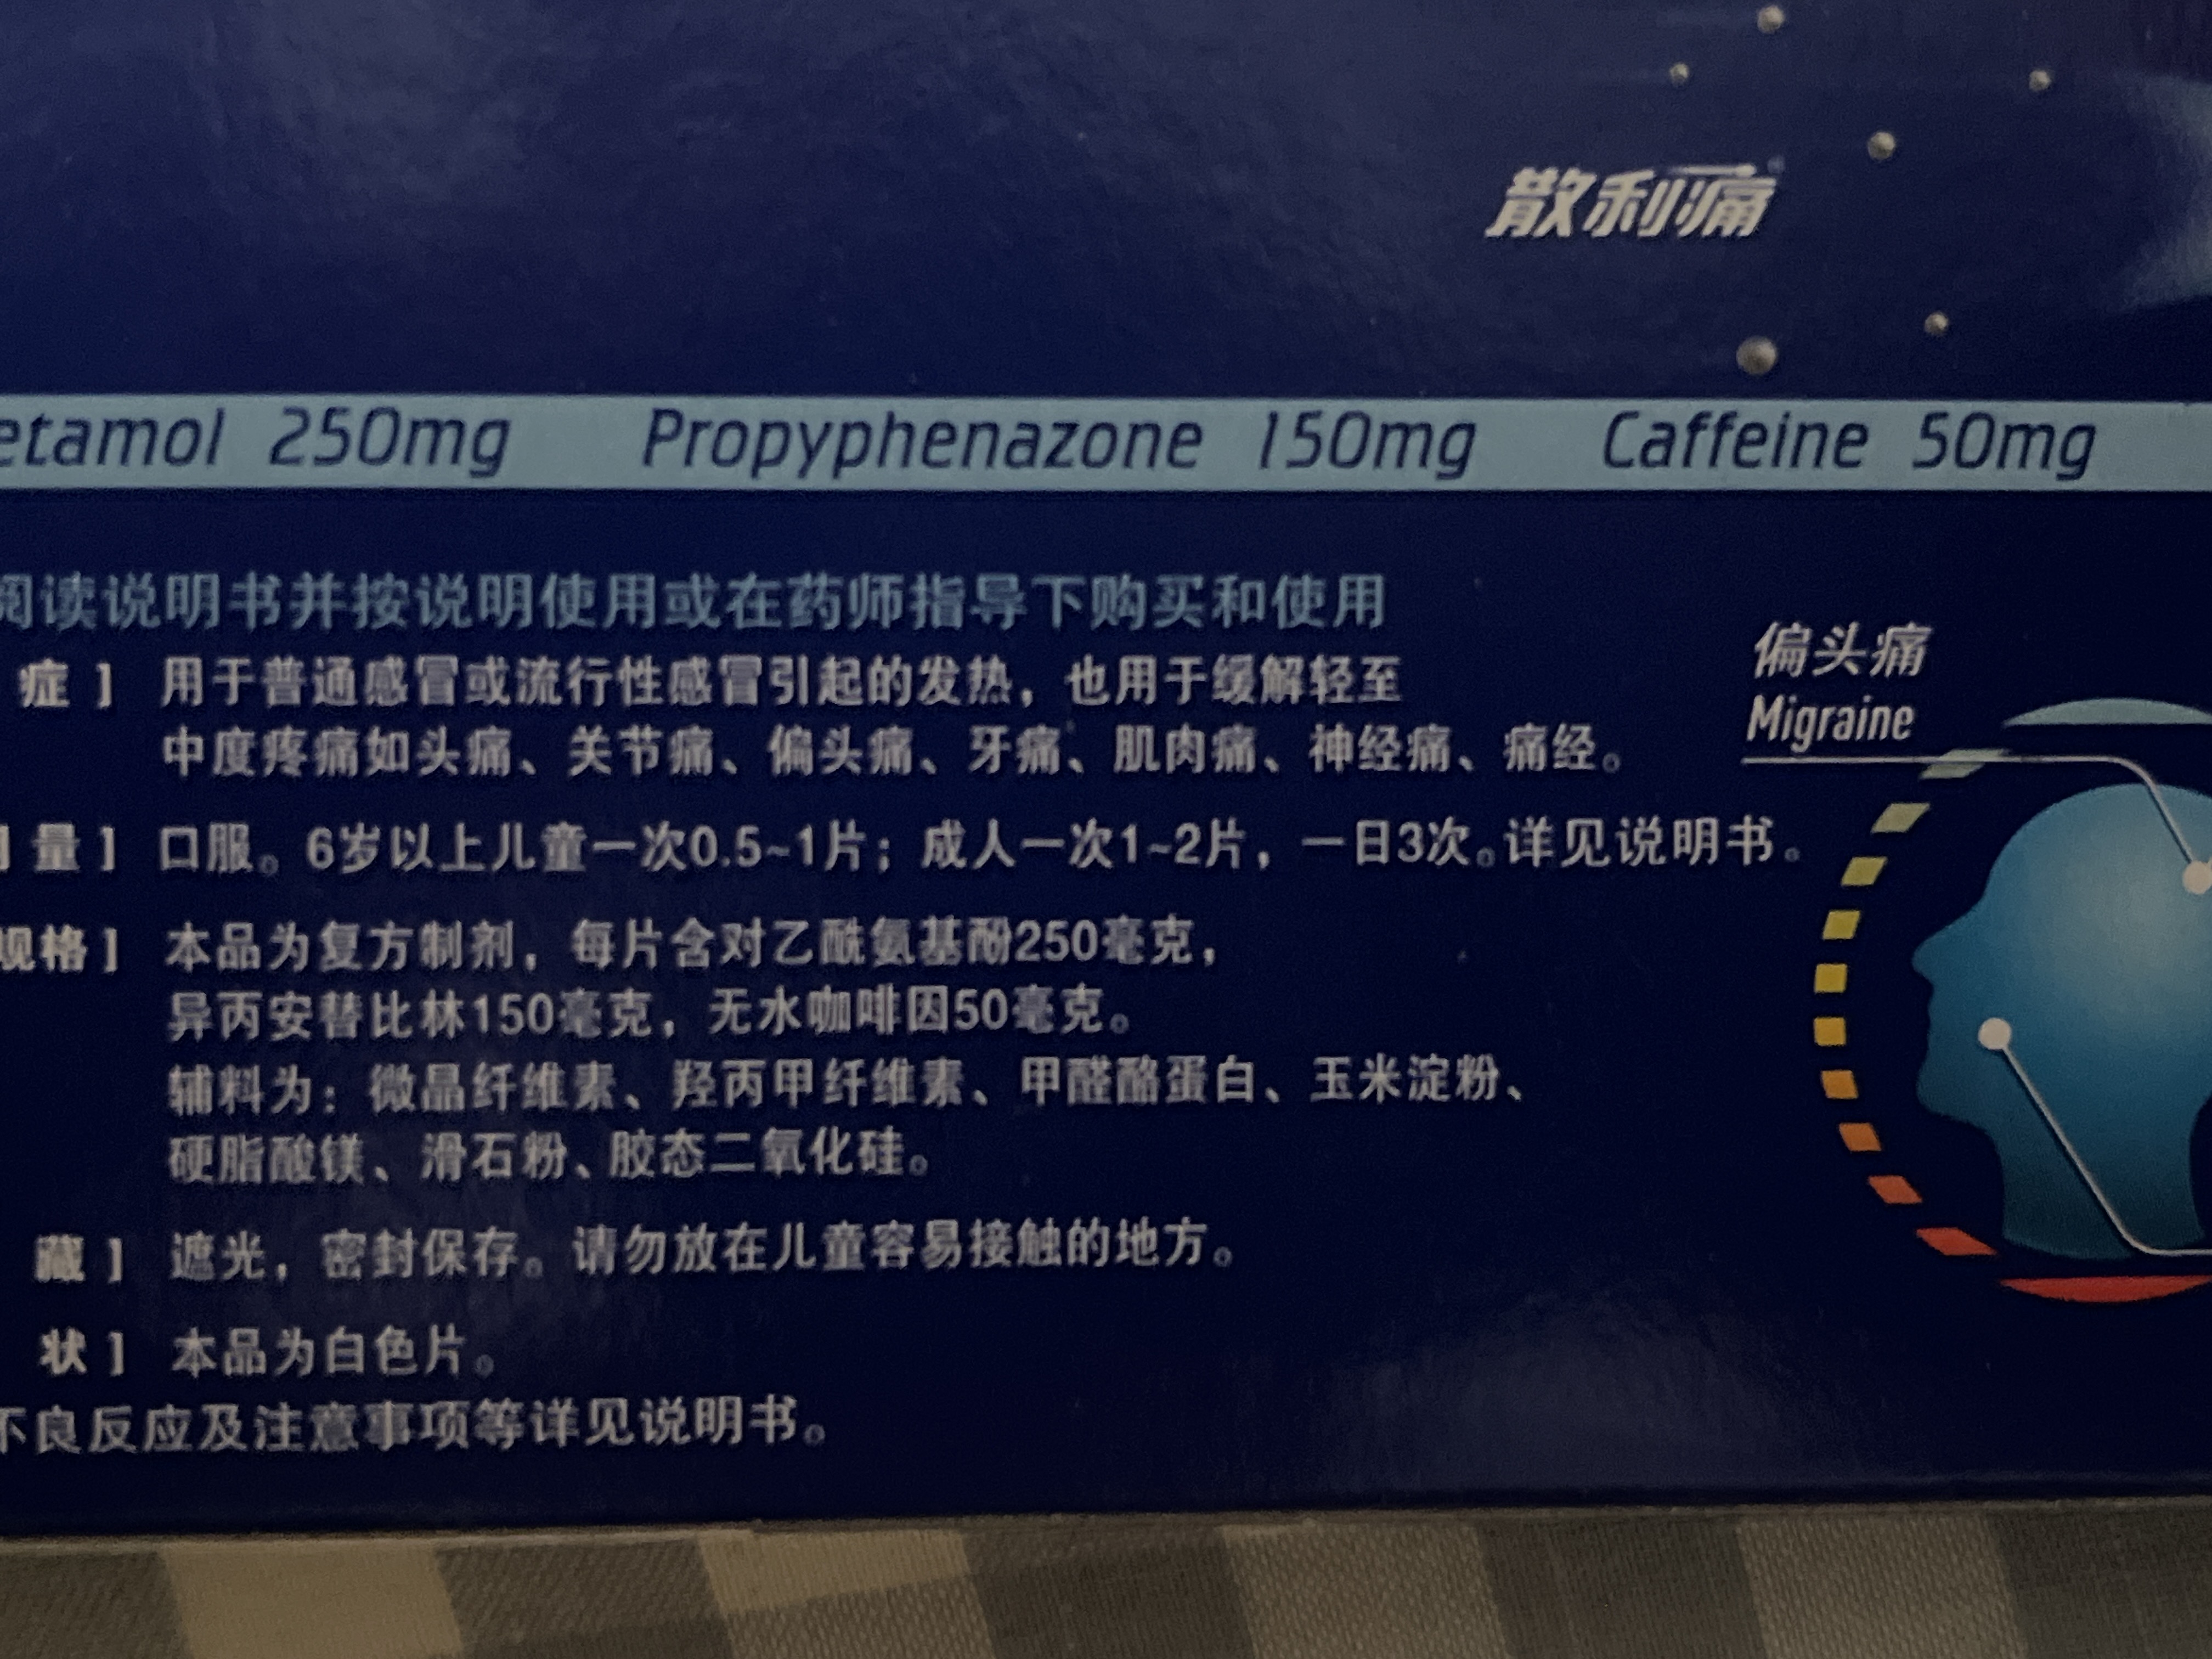 散利痛
etamol 250mg Propyphenazone 150mg Caffeine 50mg
阅读说明书并按说明使用或在药师指导下购买和使用
症】 用于普通感冒或流行性感冒引起的发热，也用于缓解轻至
中度疼痛如头痛、关节痛、偏头痛、牙痛、肌肉痛、神经痛、痛经。
偏头痛
Migraine
量】 口服。6岁以上儿童一次0.5~1片；成人一次1~2片，一日3次。详见说明书。
规格】 本品为复方制剂，每片含对乙酰氨基酚250毫克，
异丙安替比林150毫克，无水咖啡因50毫克。
辅料为：微晶纤维素、羟丙甲纤维素、甲醛酪蛋白、玉米淀粉、
硬脂酸镁、滑石粉、胶态二氧化硅。
藏】 遮光，密封保存。请勿放在儿童容易接触的地方。
状】 本品为白色片。
不良反应及注意事项等详见说明书。